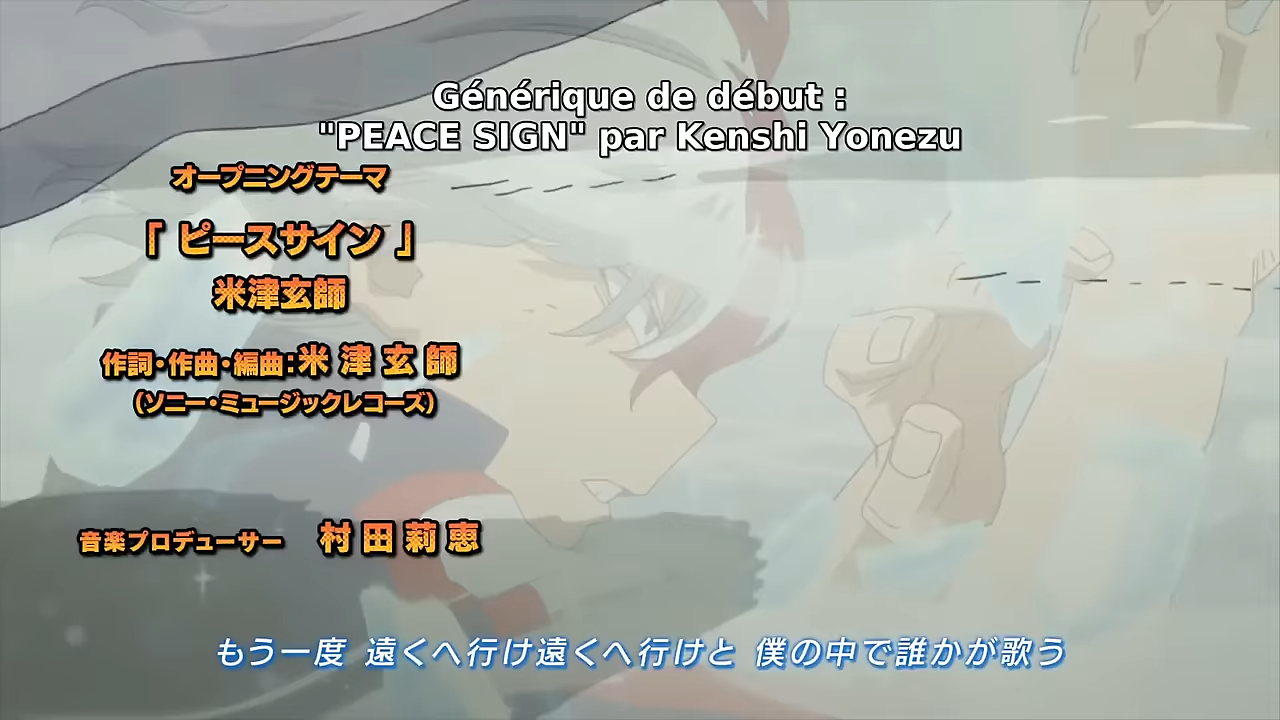 Générique de début :
"PEACE SIGN" par Kenshi Yonezu
オープニングテーマ
「ピースサイン」
米津玄師
作詞・作曲・編曲:米津玄師
(ソニー・ミュージックレコーズ)
音楽プロデューサー 村田莉恵
もう一度 遠くへ行け遠くへ行けと 僕の中で誰かが歌う